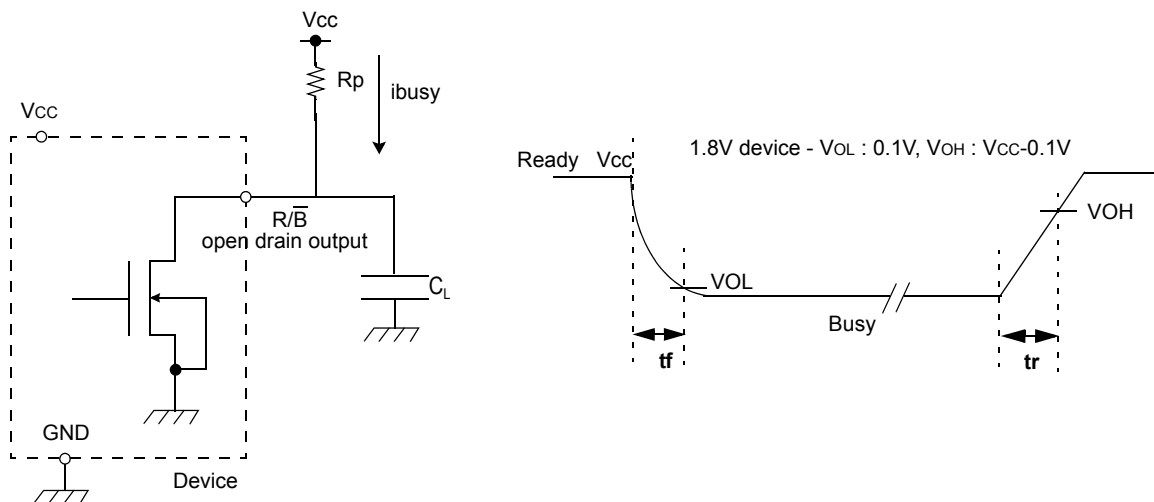 Vcc
Rp
ibusy
VCC
R/B̅
open drain output
CL
GND
Device
1.8V device - VOL : 0.1V, VOH : VCC-0.1V
Ready Vcc
VOH
VOL
Busy
tf
tr